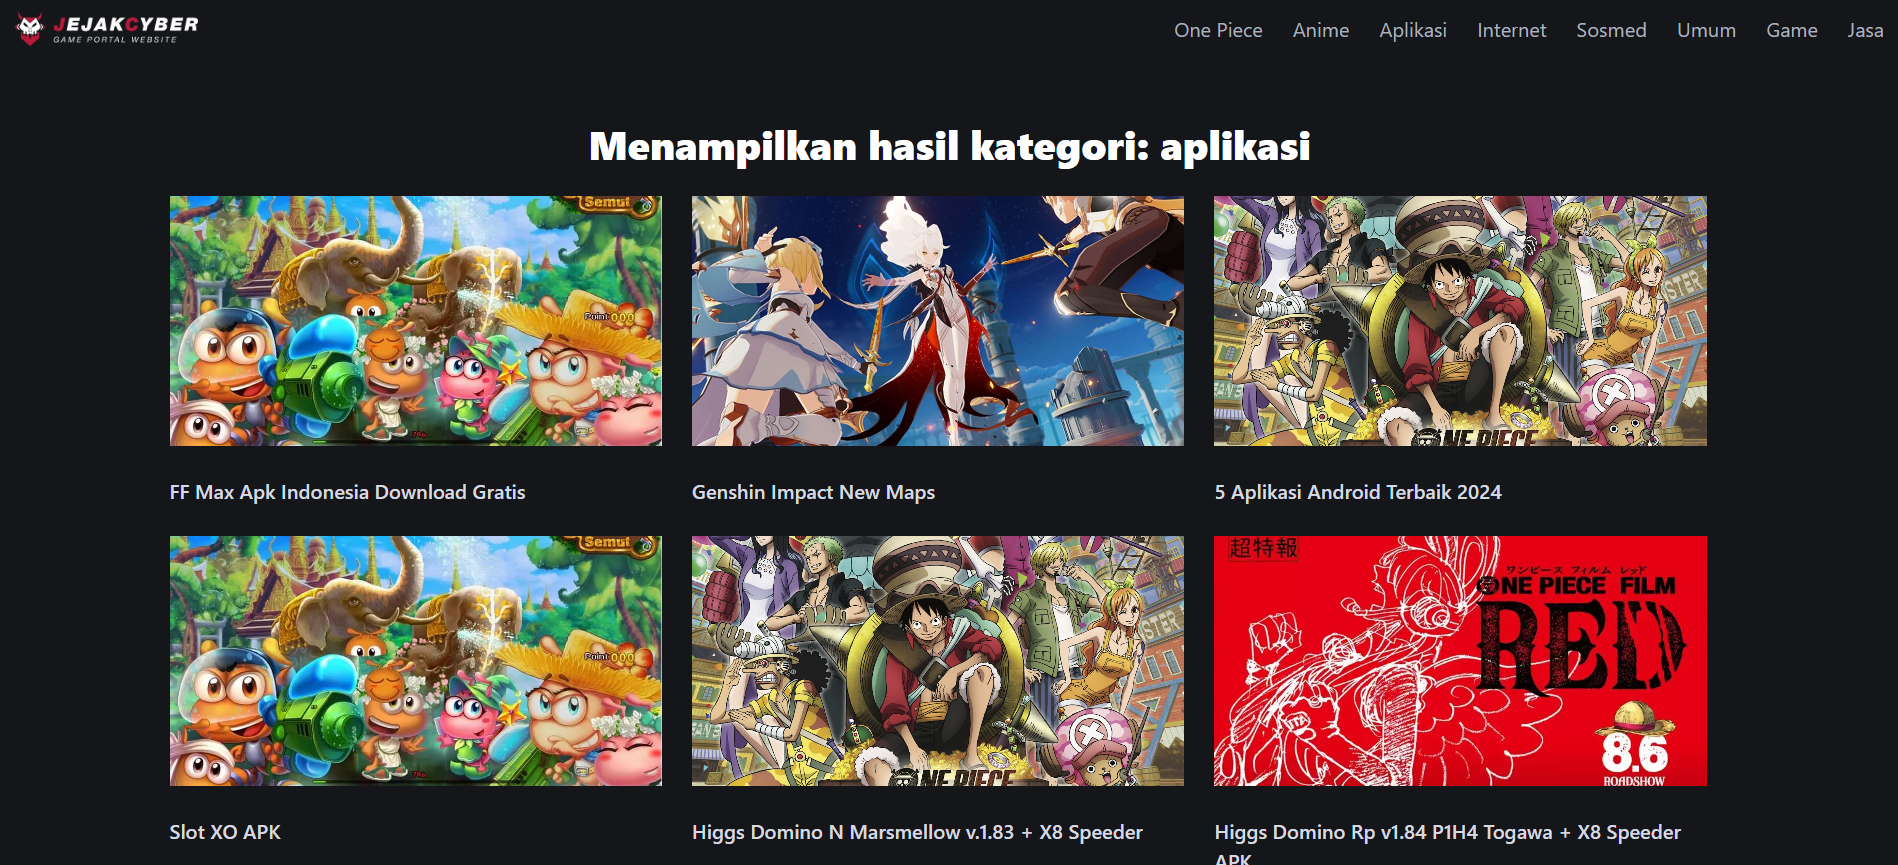 JEJAKCYBER
GAME PORTAL WEBSITE
One Piece Anime Aplikasi Internet Sosmed Umum Game Jasa
Menampilkan hasil kategori: aplikasi
Semut
Point 000
ONE PIECE
FF Max Apk Indonesia Download Gratis
Genshin Impact New Maps
5 Aplikasi Android Terbaik 2024
Semut
Point 000
ONE PIECE
超特報
ワンピース フィルム レッド
ONE PIECE FILM
RED
8.6
ROADSHOW
Slot XO APK
Higgs Domino N Marsmellow v.1.83 + X8 Speeder
Higgs Domino Rp v1.84 P1H4 Togawa + X8 Speeder
APK